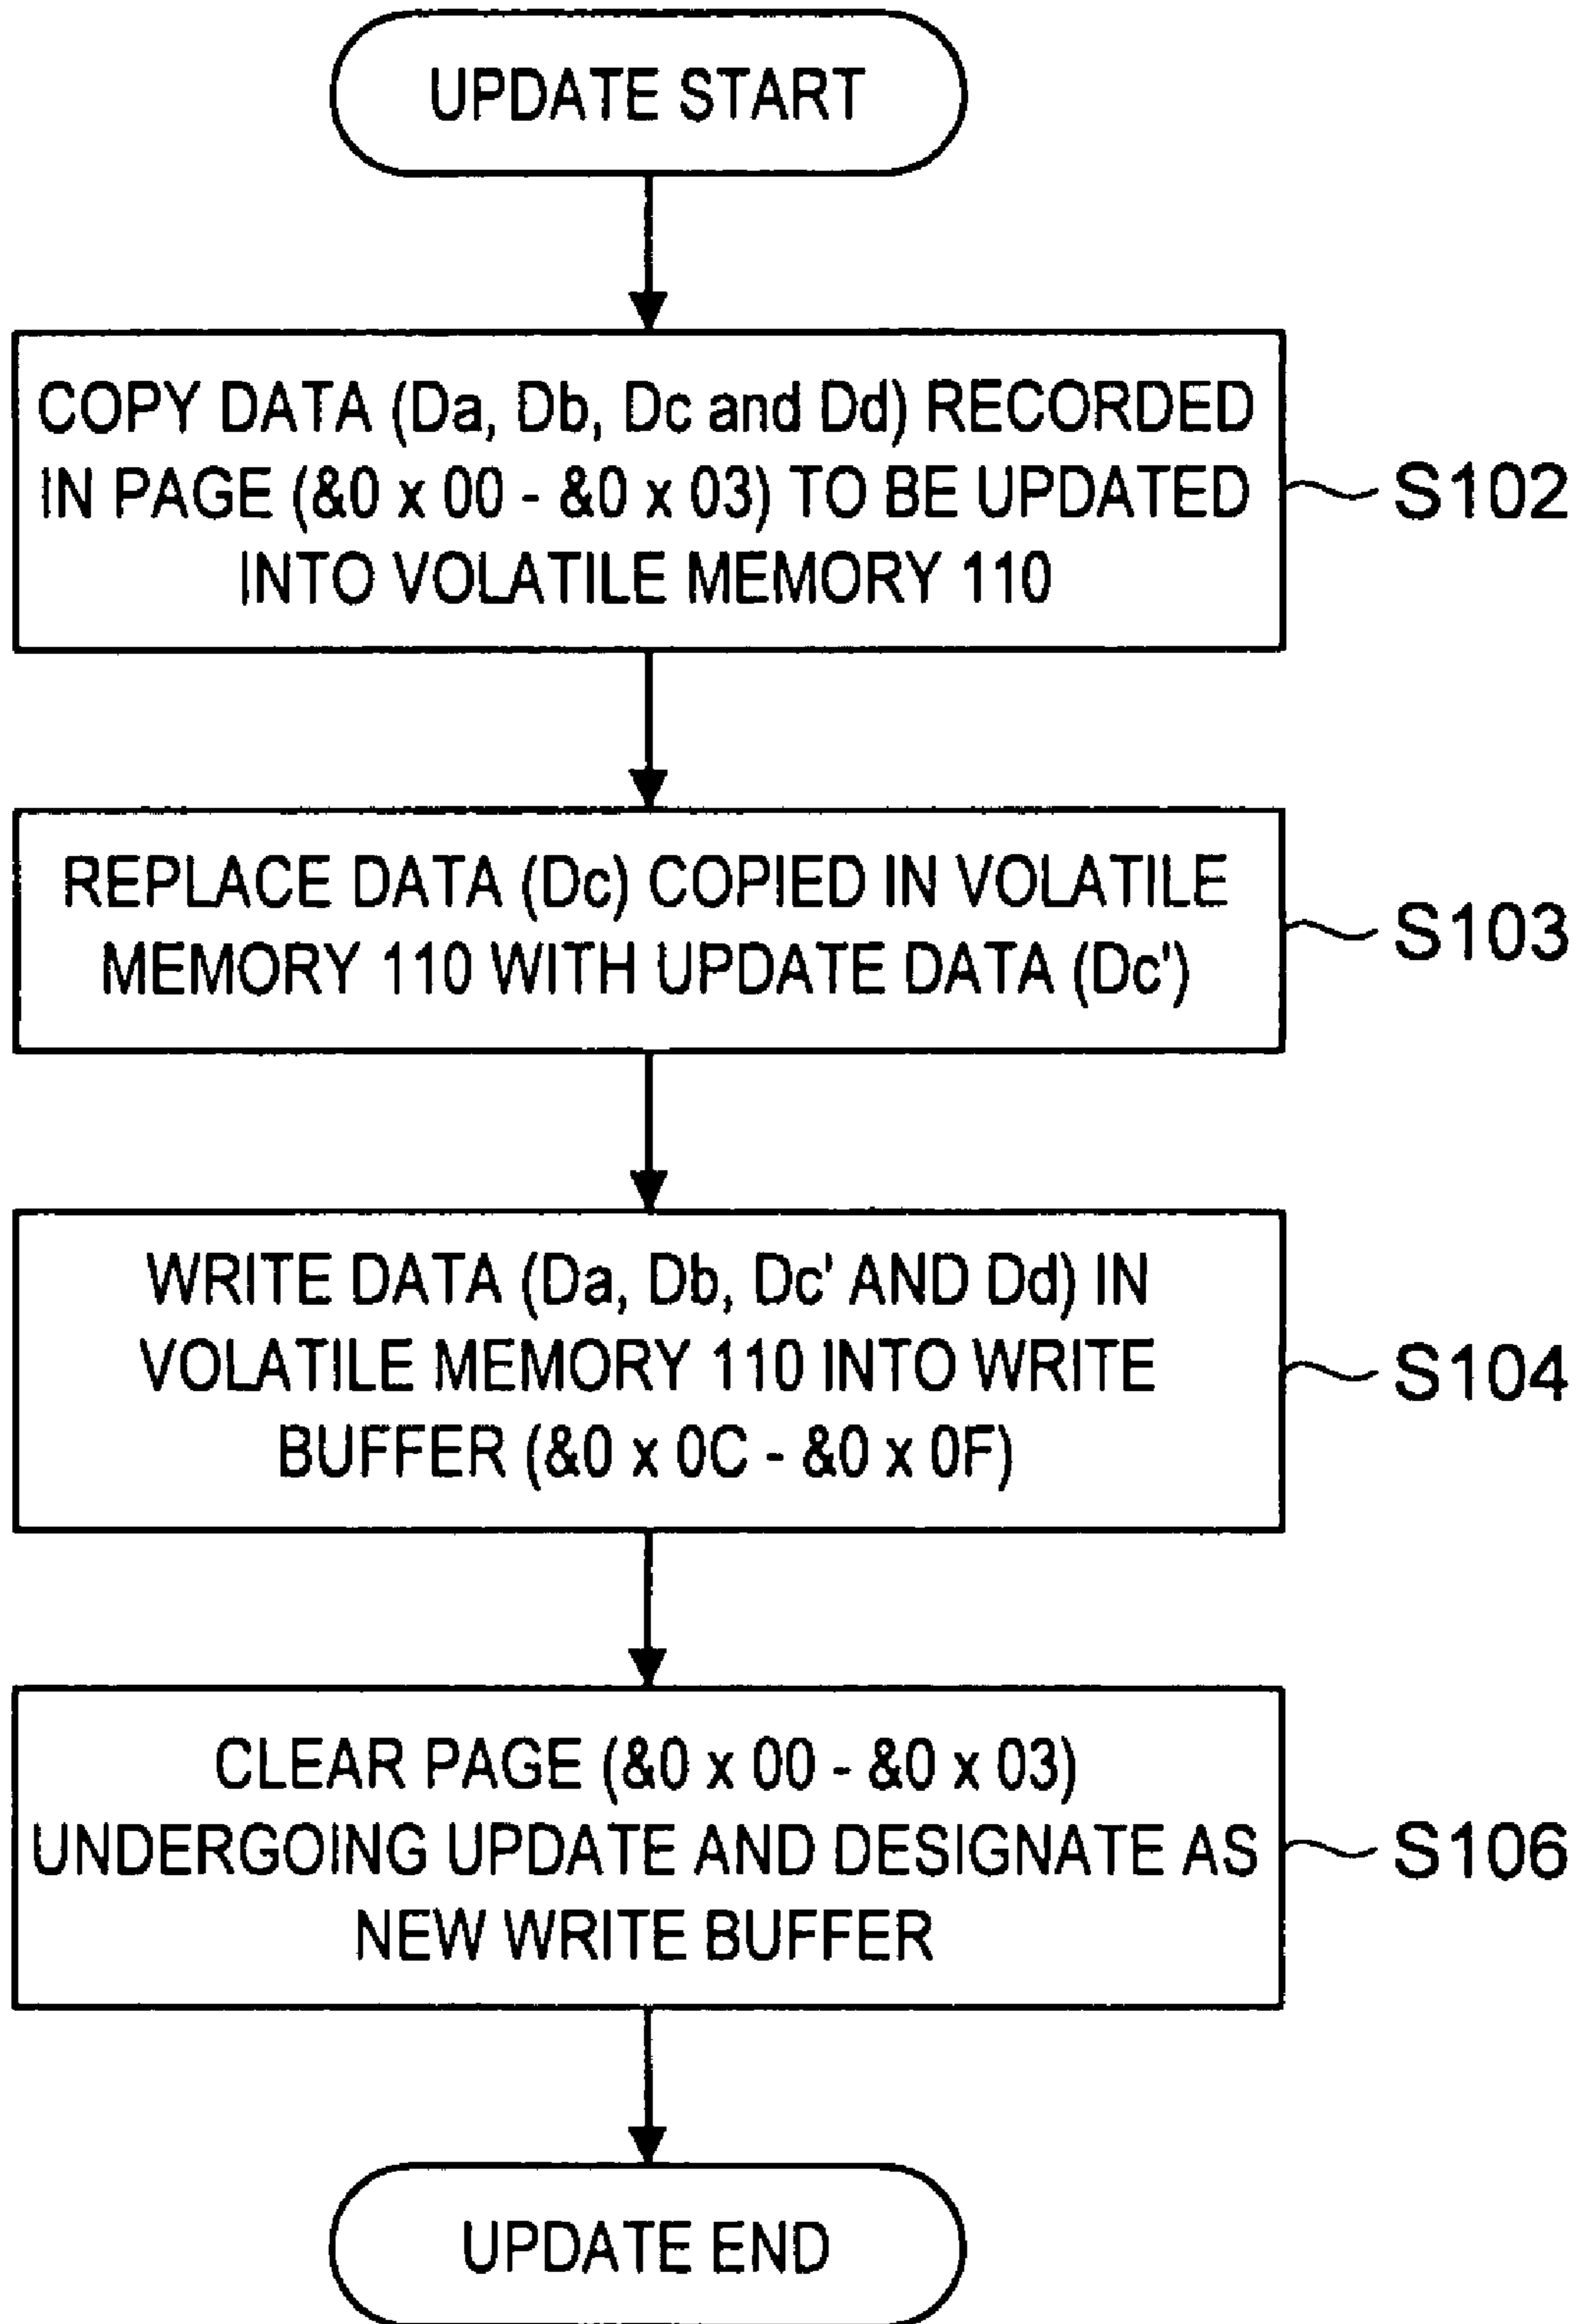 UPDATE START
COPY DATA (Da, Db, Dc and Dd) RECORDED
IN PAGE (&0 x 00 - &0 x 03) TO BE UPDATED
INTO VOLATILE MEMORY 110
S102
REPLACE DATA (Dc) COPIED IN VOLATILE
MEMORY 110 WITH UPDATE DATA (Dc')
S103
WRITE DATA (Da, Db, Dc' AND Dd) IN
VOLATILE MEMORY 110 INTO WRITE
BUFFER (&0 x 0C - &0 x 0F)
S104
CLEAR PAGE (&0 x 00 - &0 x 03)
UNDERGOING UPDATE AND DESIGNATE AS
NEW WRITE BUFFER
S106
UPDATE END